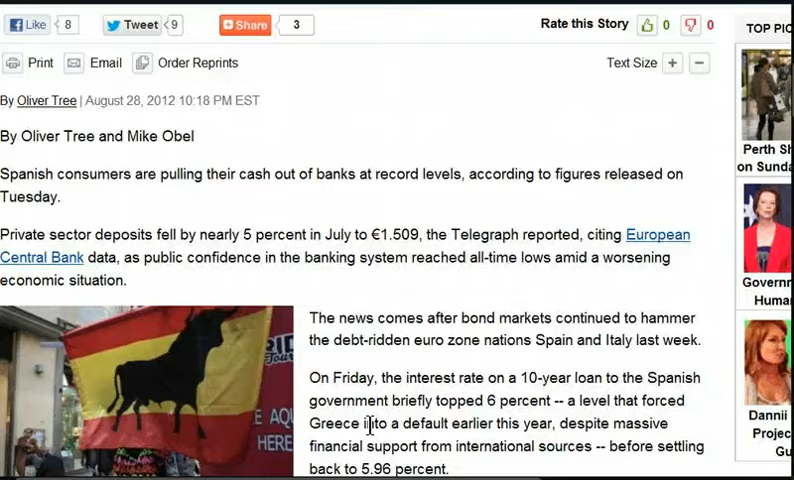 Like 8 Tweet 9 Share 3 Rate this Story 0 0
TOP PIC
Print Email Order Reprints Text Size + −
By Oliver Tree | August 28, 2012 10:18 PM EST
By Oliver Tree and Mike Obel
Spanish consumers are pulling their cash out of banks at record levels, according to figures released on
Tuesday.
Private sector deposits fell by nearly 5 percent in July to €1.509, the Telegraph reported, citing European
Central Bank data, as public confidence in the banking system reached all-time lows amid a worsening
economic situation.
The news comes after bond markets continued to hammer
the debt-ridden euro zone nations Spain and Italy last week.
On Friday, the interest rate on a 10-year loan to the Spanish
government briefly topped 6 percent -- a level that forced
Greece into a default earlier this year, despite massive
financial support from international sources -- before settling
back to 5.96 percent.
E AQ
HERE
Perth Sh
on Sunda
Governr
Huma
Dannii
Projec
Gu